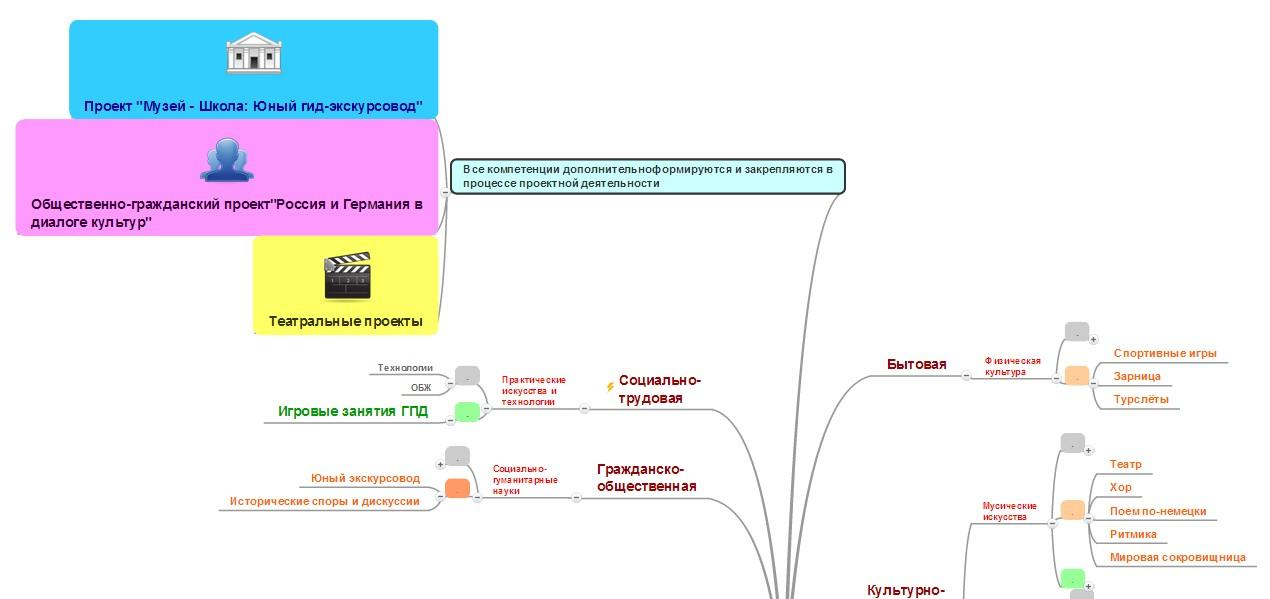 Проект "Музей - Школа: Юный гид-экскурсовод"
Общественно-гражданский проект"Россия и Германия в
диалоге культур"
Театральные проекты
Все компетенции дополнительноформируются и закрепляются в
процессе проектной деятельности
Технологии
ОБЖ
Игровые занятия ГПД
Практические
искусства и
технологии
Социально-
трудовая
Юный экскурсовод
Исторические споры и дискуссии
Социально-
гуманитарные
науки
Гражданско-
общественная
Бытовая
Физическая
культура
Спортивные игры
Зарница
Турслёты
Мусические
искусства
Театр
Хор
Поем по-немецки
Ритмика
Мировая сокровищница
Культурно-